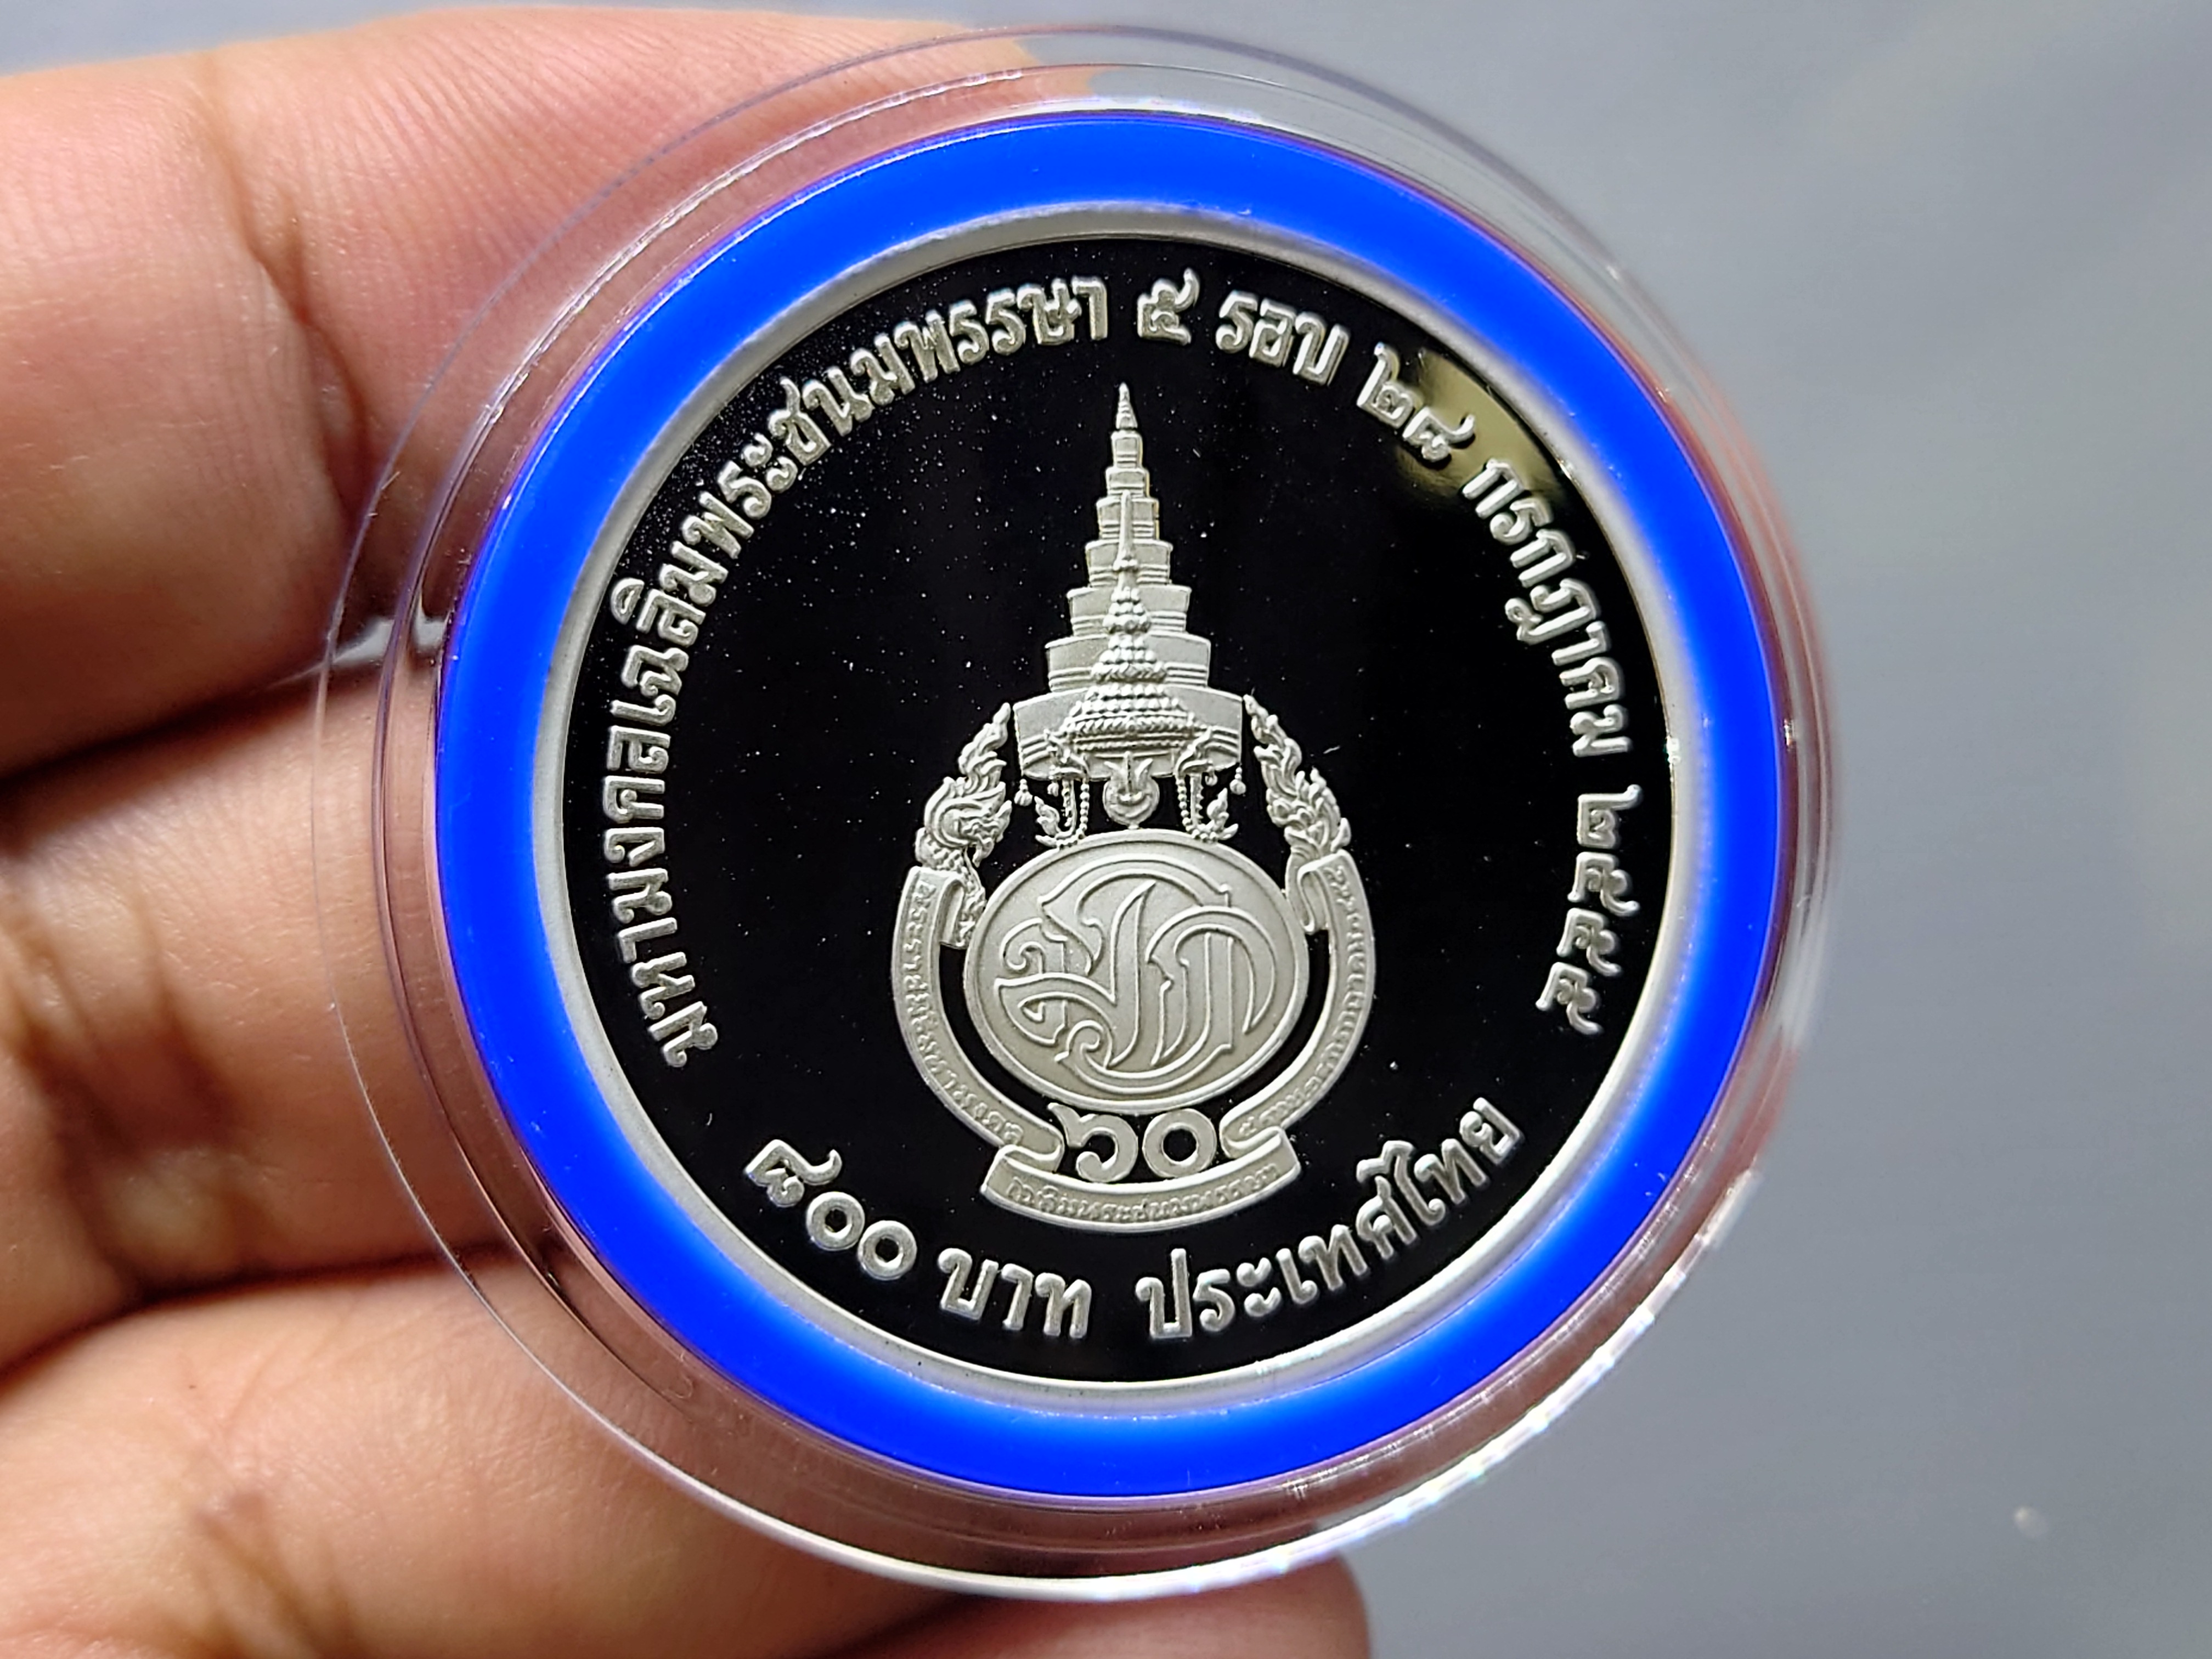 มหามงคลเฉลิมพระชนมพรรษา ๕ รอบ ๒๘ กรกฎาคม ๒๕๕๕
๖๐
๘๐๐ บาท ประเทศไทย